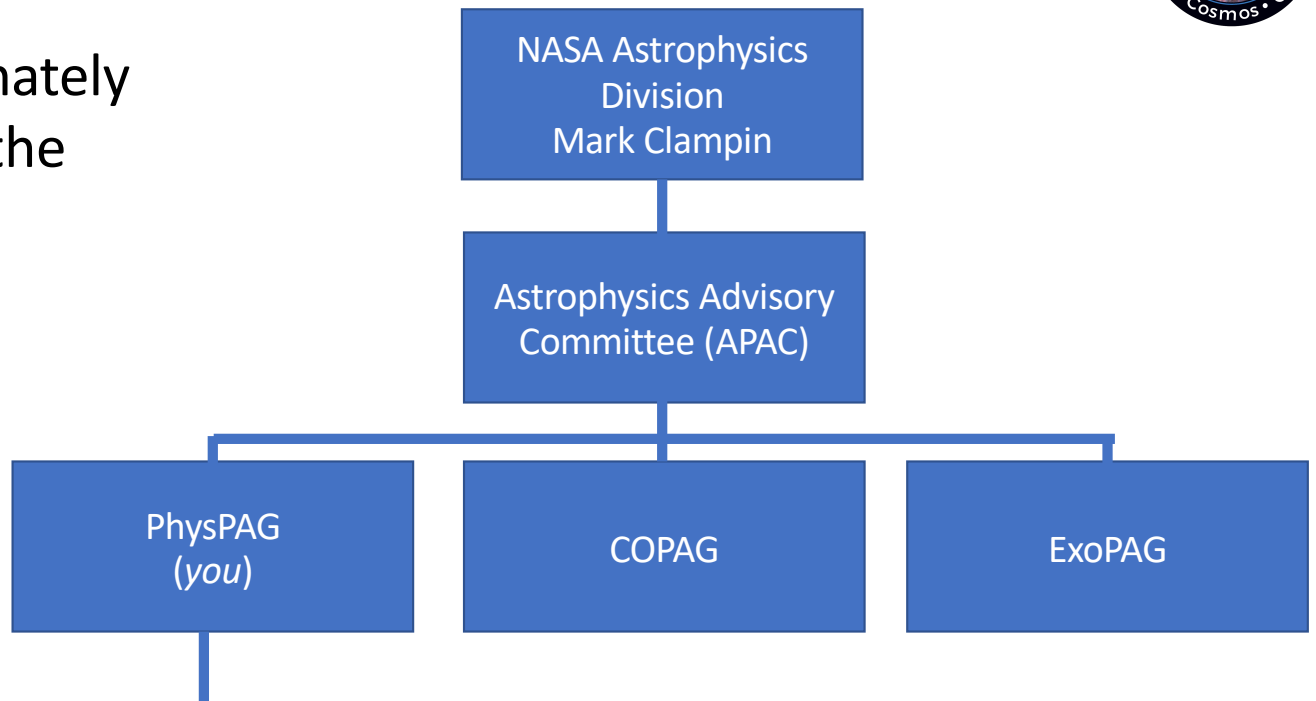 Cosmos •
nately
the
NASA Astrophysics
Division
Mark Clampin
Astrophysics Advisory
Committee (APAC)
PhysPAG
(you)
COPAG
ExoPAG